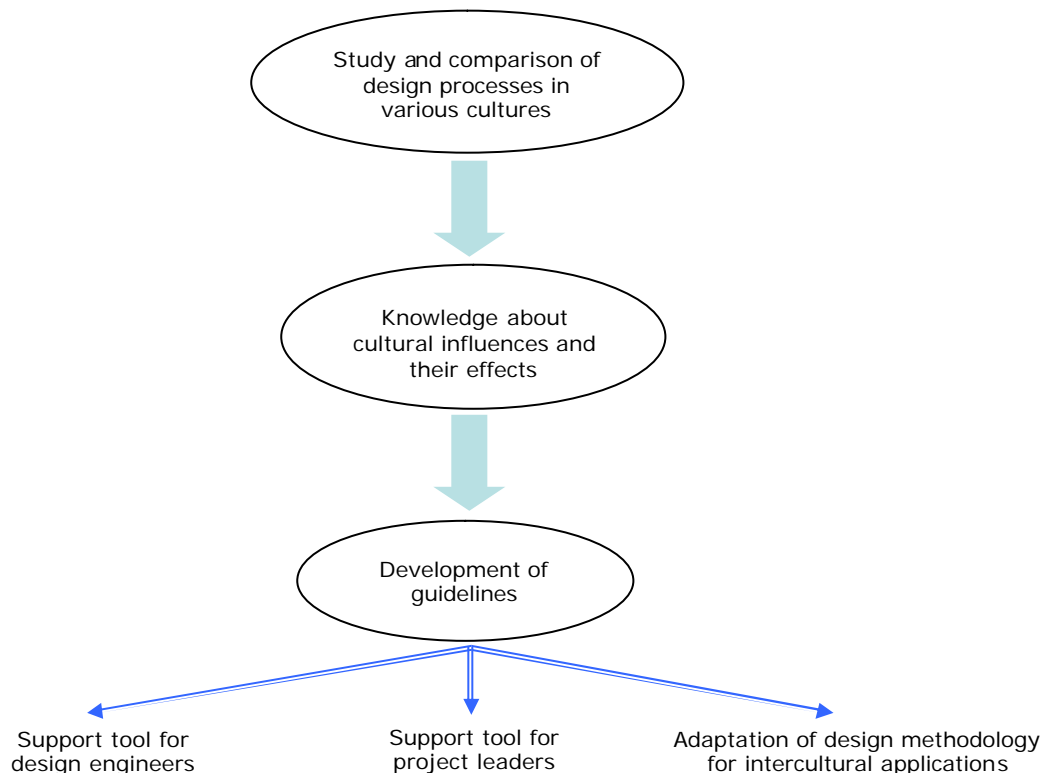 Study and comparison of
design processes in
various cultures
Knowledge about
cultural influences and
their effects
Development of
guidelines
Support tool for
design engineers
Support tool for
project leaders
Adaptation of design methodology
for intercultural applications